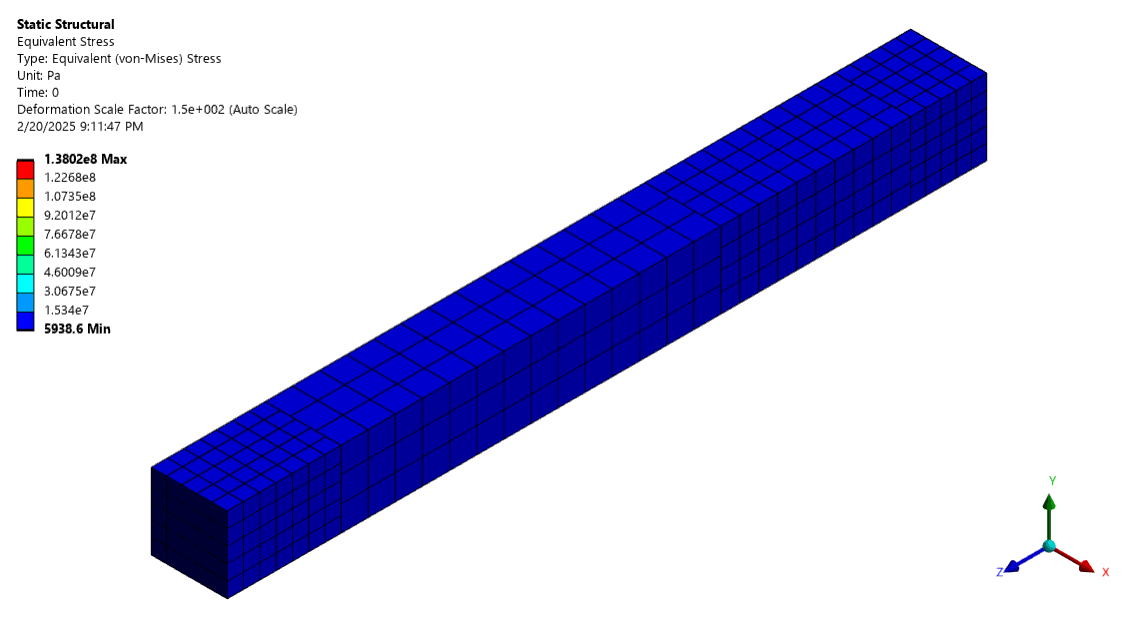 Static Structural
Equivalent Stress
Type: Equivalent (von-Mises) Stress
Unit: Pa
Time: 0
Deformation Scale Factor: 1.5e+002 (Auto Scale)
2/20/2025 9:11:47 PM
1.3802e8 Max
1.2268e8
1.0735e8
9.2012e7
7.6678e7
6.1343e7
4.6009e7
3.0675e7
1.534e7
5938.6 Min
Y
Z
X